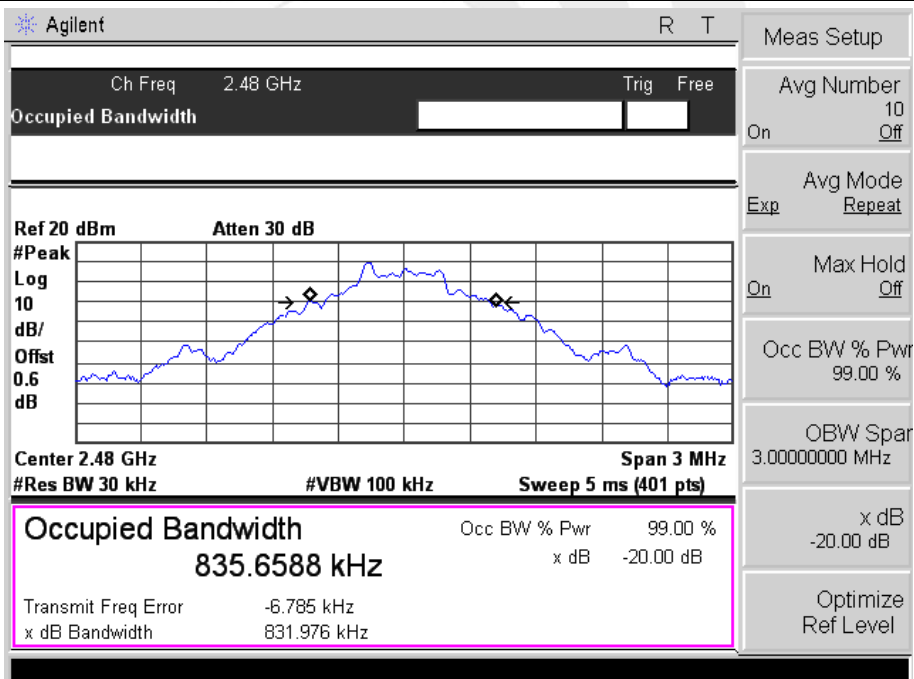 Agilent R T
Ch Freq 2.48 GHz Trig Free
Occupied Bandwidth
Ref 20 dBm Atten 30 dB
#Peak
Log
10
dB/
Offst
0.6
dB
Center 2.48 GHz Span 3 MHz
#Res BW 30 kHz #VBW 100 kHz Sweep 5 ms (401 pts)
Occupied Bandwidth Occ BW % Pwr 99.00 %
835.6588 kHz x dB -20.00 dB
Transmit Freq Error -6.785 kHz
x dB Bandwidth 831.976 kHz
Meas Setup
Avg Number
10
On Off
Avg Mode
Exp Repeat
Max Hold
On Off
Occ BW % Pwr
99.00 %
OBW Span
3.00000000 MHz
x dB
-20.00 dB
Optimize
Ref Level